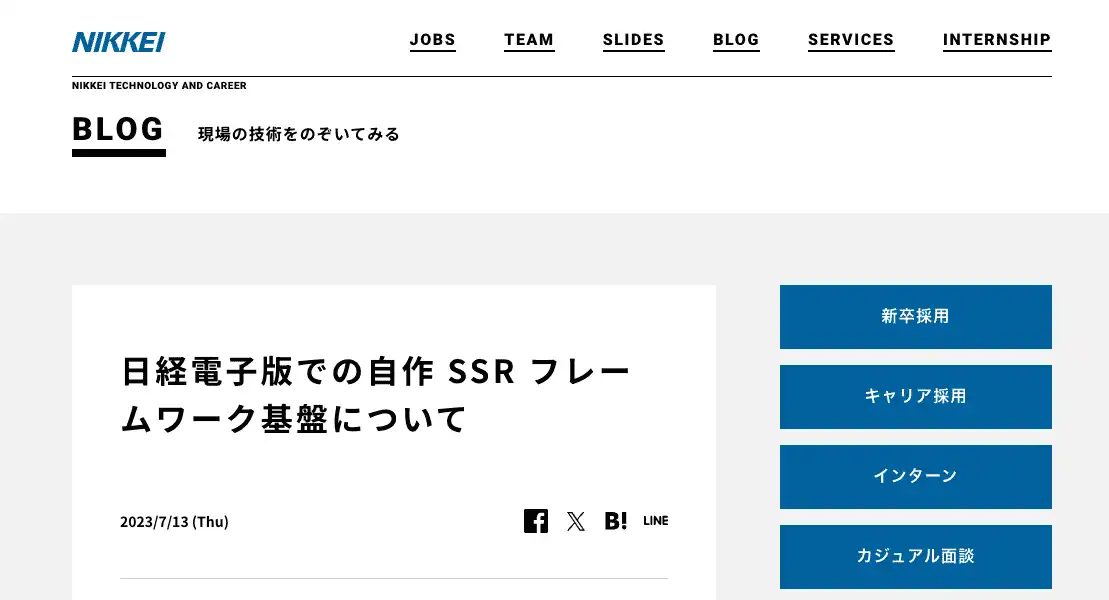 NIKKEI
JOBS TEAM SLIDES BLOG SERVICES INTERNSHIP
NIKKEI TECHNOLOGY AND CAREER
BLOG 現場の技術をのぞいてみる
日経電子版での自作 SSR フレー
ムワーク基盤について
2023/7/13 (Thu)
B! LINE
新卒採用
キャリア採用
インターン
カジュアル面談